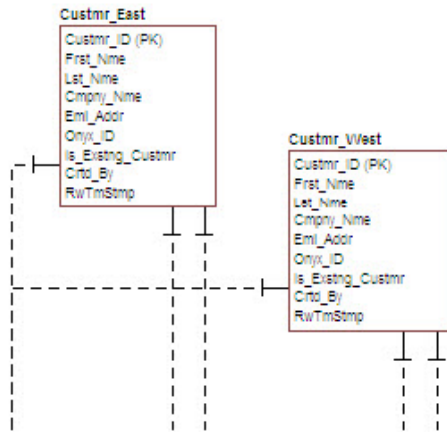 Custmr_East
Custmr_ID (PK)
Frst_Nme
Lst_Nme
Cmpny_Nme
Eml_Addr
Onyx_ID
Is_Exstng_Custmr
Crtd_By
RwTmStmp
Custmr_West
Custmr_ID (PK)
Frst_Nme
Lst_Nme
Cmpny_Nme
Eml_Addr
Onyx_ID
Is_Exstng_Custmr
Crtd_By
RwTmStmp